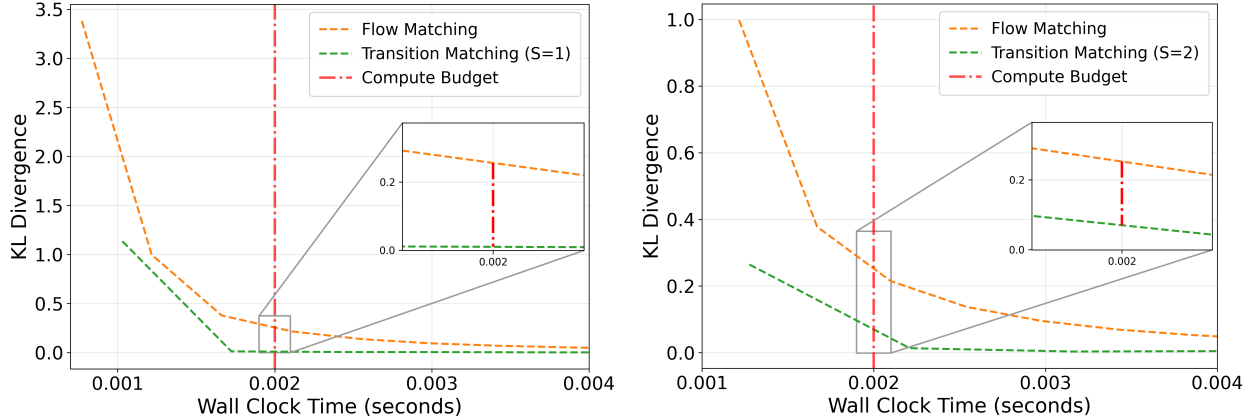 3.5
3.0
2.5
2.0
1.5
1.0
0.5
0.0
KL Divergence
Flow Matching
Transition Matching (S=1)
Compute Budget
0.2
0.0
0.002
0.001
0.002
0.003
0.004
Wall Clock Time (seconds)
1.0
0.8
0.6
0.4
0.2
0.0
KL Divergence
Flow Matching
Transition Matching (S=2)
Compute Budget
0.2
0.0
0.002
0.001
0.002
0.003
0.004
Wall Clock Time (seconds)